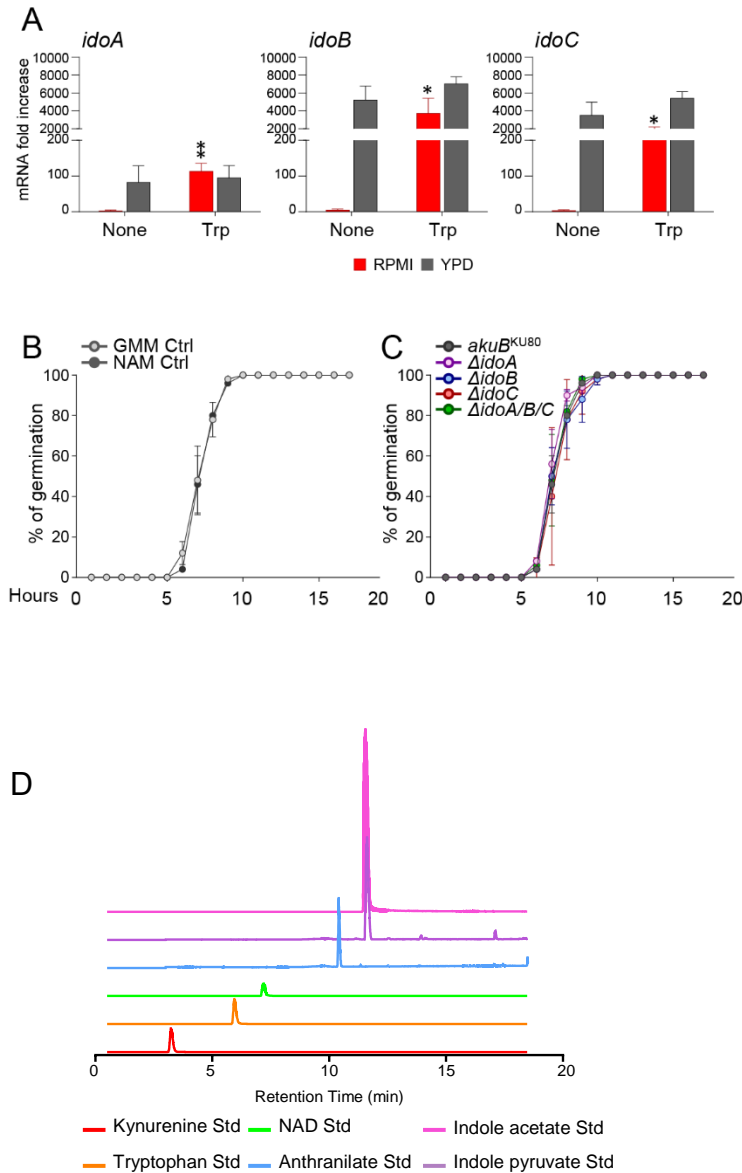 A
idoA
idoB
idoC
mRNA fold increase
10000
8000
6000
4000
2000
200
100
0
**
None
Trp
10000
8000
6000
4000
2000
200
100
0
*
None
Trp
10000
8000
6000
4000
2000
200
100
0
*
None
Trp
RPMI
YPD
B
GMM Ctrl
NAM Ctrl
% of germination
100
80
60
40
20
0
Hours
0
5
10
15
20
C
akuB^KU80
ΔidoA
ΔidoB
ΔidoC
ΔidoA/B/C
% of germination
100
80
60
40
20
0
0
5
10
15
20
D
0
5
10
15
20
Retention Time (min)
Kynurenine Std
NAD Std
Indole acetate Std
Tryptophan Std
Anthranilate Std
Indole pyruvate Std